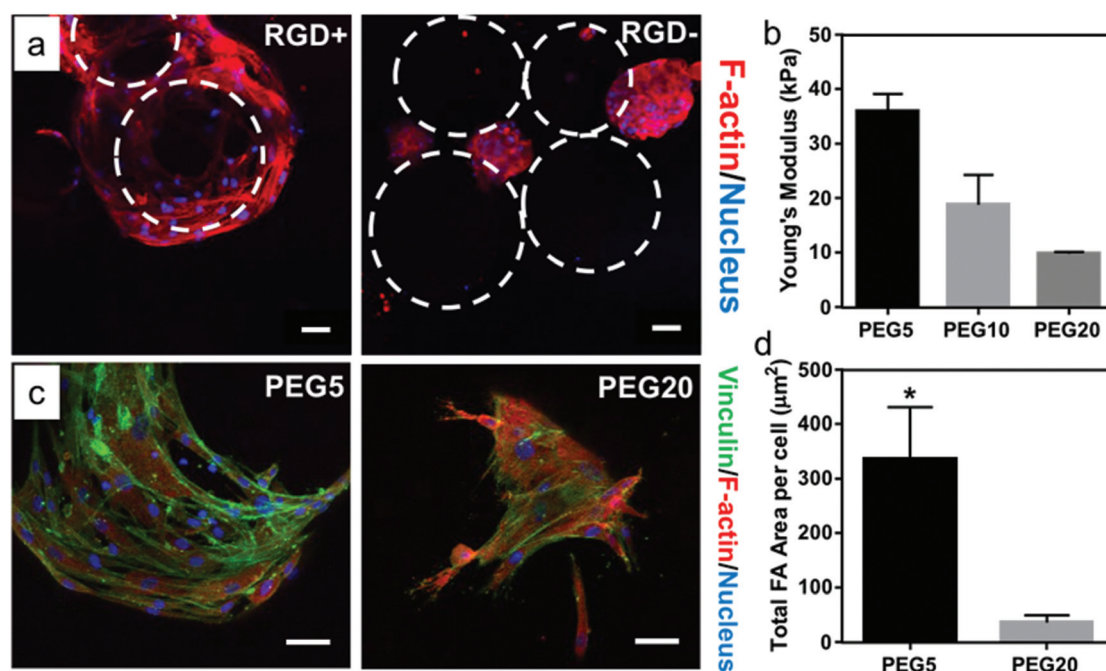 a
RGD+
RGD-
F-actin/Nucleus
b
Young's Modulus (kPa)
50
40
30
20
10
0
PEG5
PEG10
PEG20
c
PEG5
PEG20
Vinculin/F-actin/Nucleus
d
Total FA Area per cell (μm²)
500
400
300
200
100
0
*
PEG5
PEG20